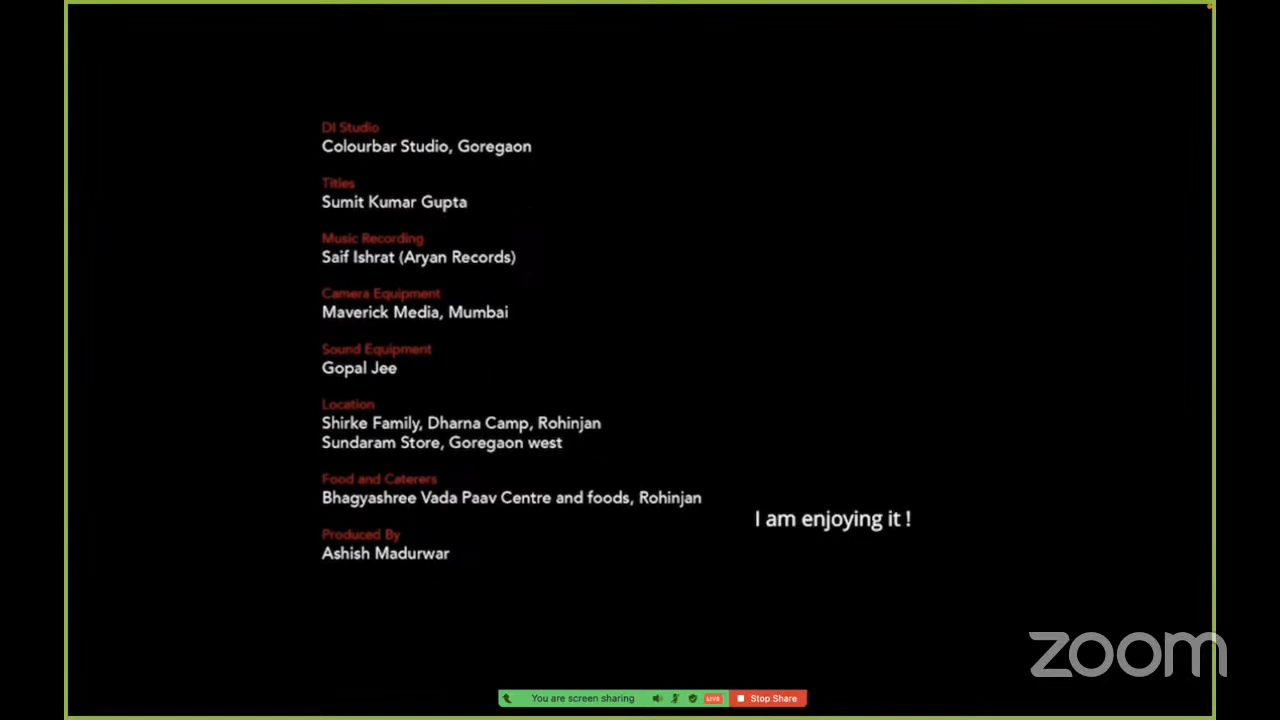 DI Studio
Colourbar Studio, Goregaon
Titles
Sumit Kumar Gupta
Music Recording
Saif Ishrat (Aryan Records)
Camera Equipment
Maverick Media, Mumbai
Sound Equipment
Gopal Jee
Location
Shirke Family, Dharna Camp, Rohinjan
Sundaram Store, Goregaon west
Food and Caterers
Bhagyashree Vada Paav Centre and foods, Rohinjan
I am enjoying it !
Produced By
Ashish Madurwar
zoom
You are screen sharing LIVE Stop Share